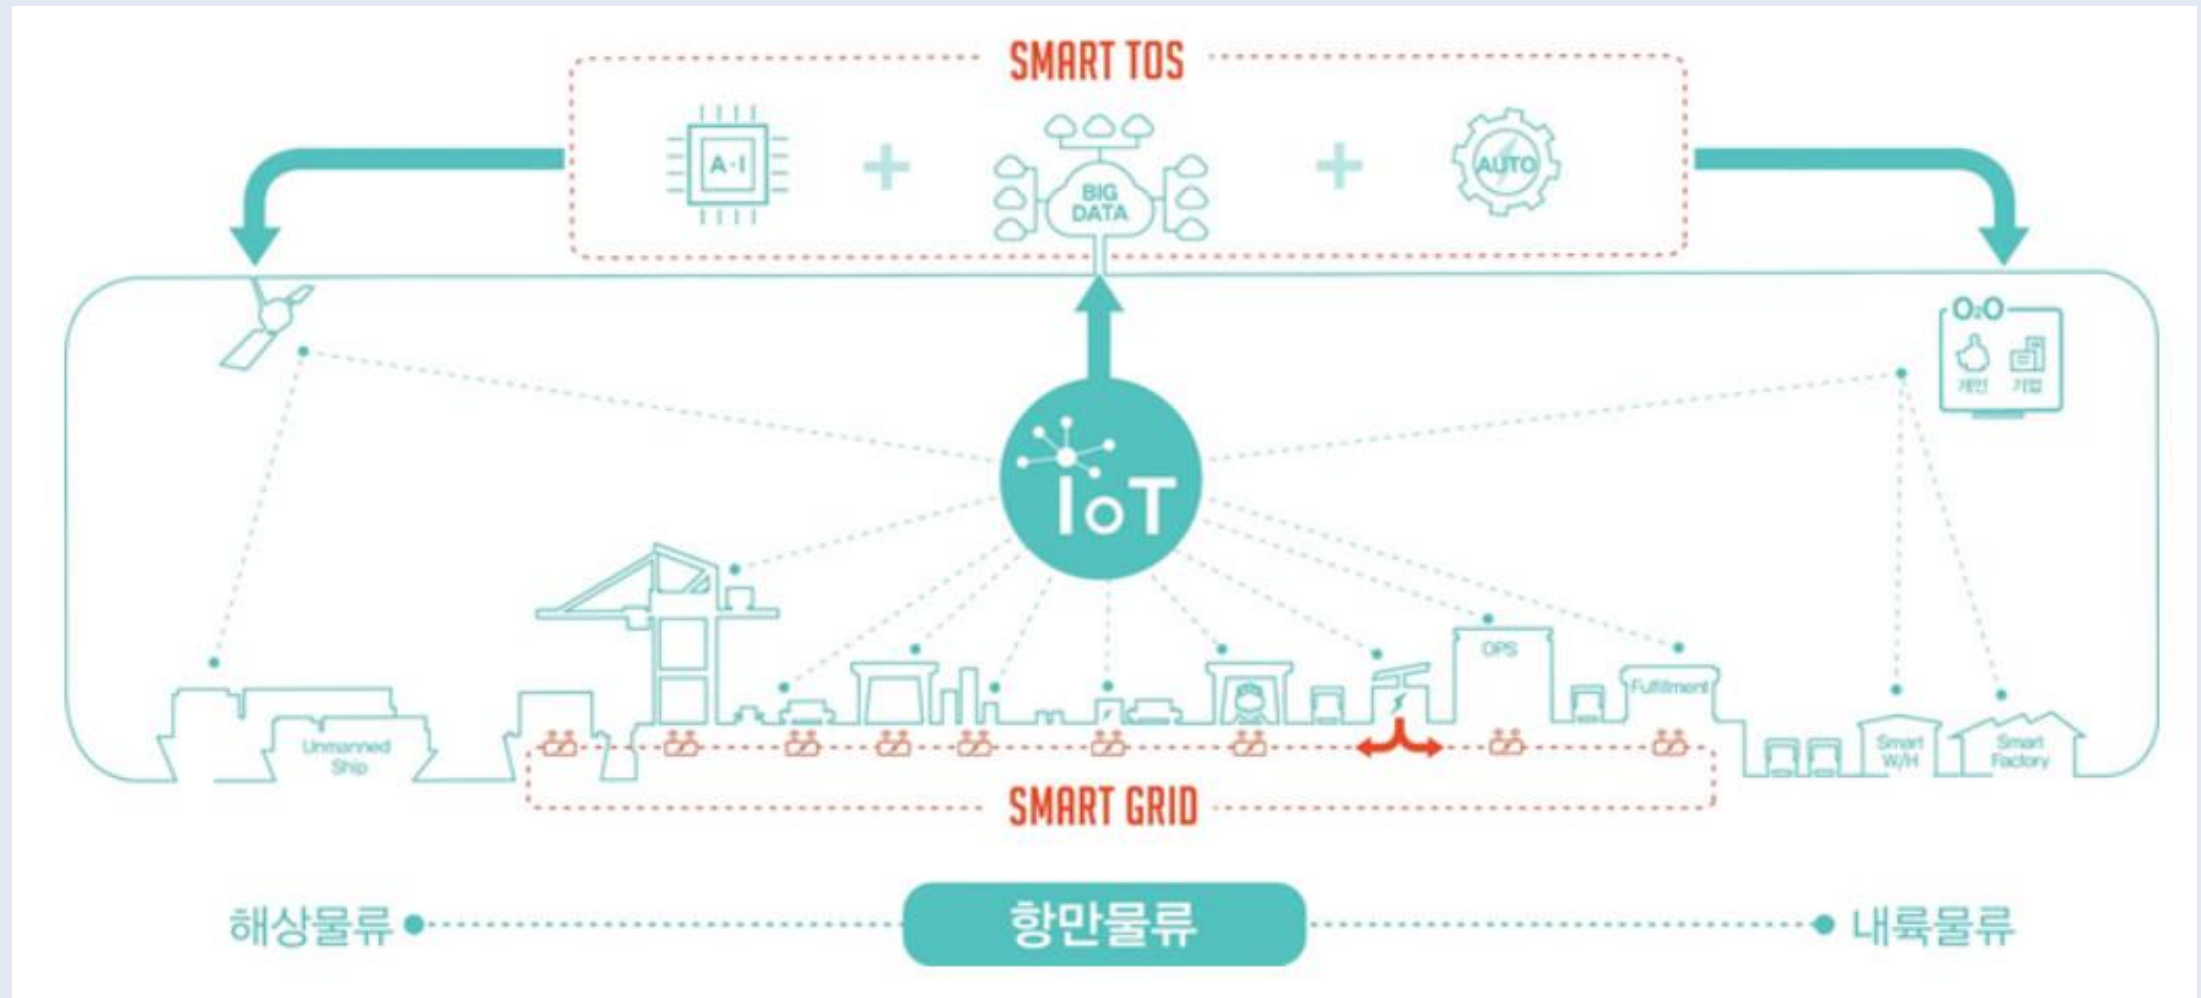 SMART TOS
A·I
BIG
DATA
AUTO
O2O
개인 기업
IoT
OPS
Fulfillment
Unmanned
Ship
Smart
W/H
Smart
Factory
SMART GRID
해상물류
항만물류
내륙물류